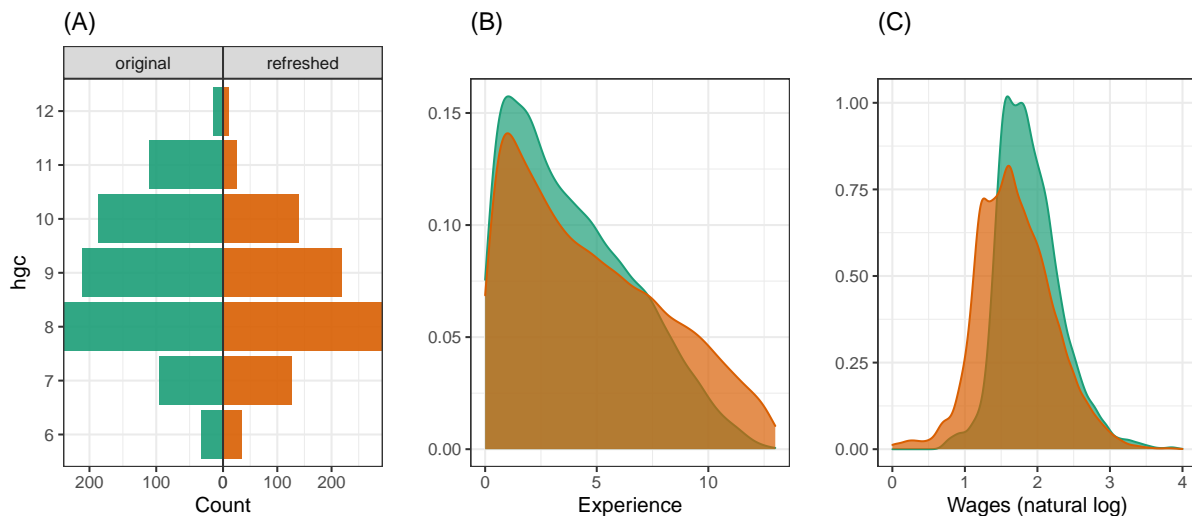 (A)
original refreshed
12
11
10
9
8
7
6
hgc
200 100 0 0 100 200
Count
(B)
0.15
0.10
0.05
0.00
0 5 10
Experience
(C)
1.00
0.75
0.50
0.25
0.00
0 1 2 3 4
Wages (natural log)